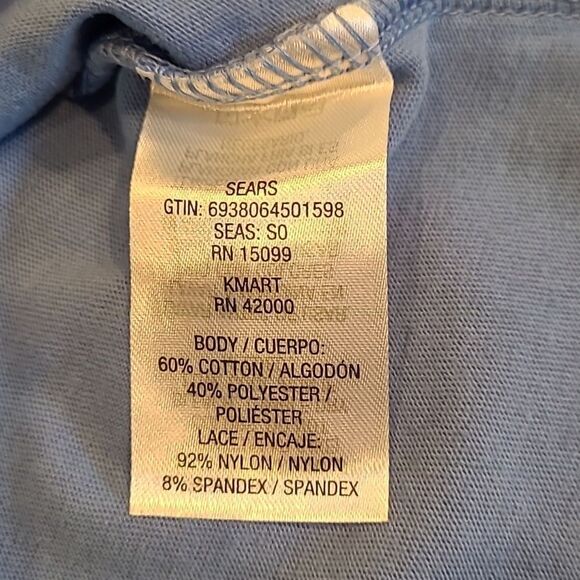 SEARS
GTIN: 6938064501598
SEAS: SO
RN 15099
KMART
RN 42000
BODY / CUERPO:
60% COTTON / ALGODÓN
40% POLYESTER /
POLIÉSTER
LACE / ENCAJE:
92% NYLON / NYLON
8% SPANDEX / SPANDEX